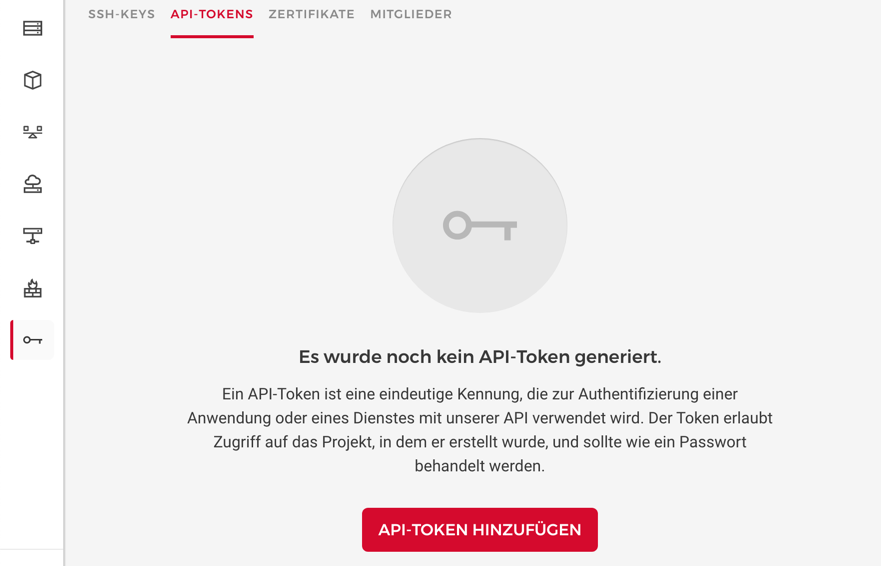 SSH-KEYS API-TOKENS ZERTIFIKATE MITGLIEDER
Es wurde noch kein API-Token generiert.
Ein API-Token ist eine eindeutige Kennung, die zur Authentifizierung einer
Anwendung oder eines Dienstes mit unserer API verwendet wird. Der Token erlaubt
Zugriff auf das Projekt, in dem er erstellt wurde, und sollte wie ein Passwort
behandelt werden.
API-TOKEN HINZUFÜGEN